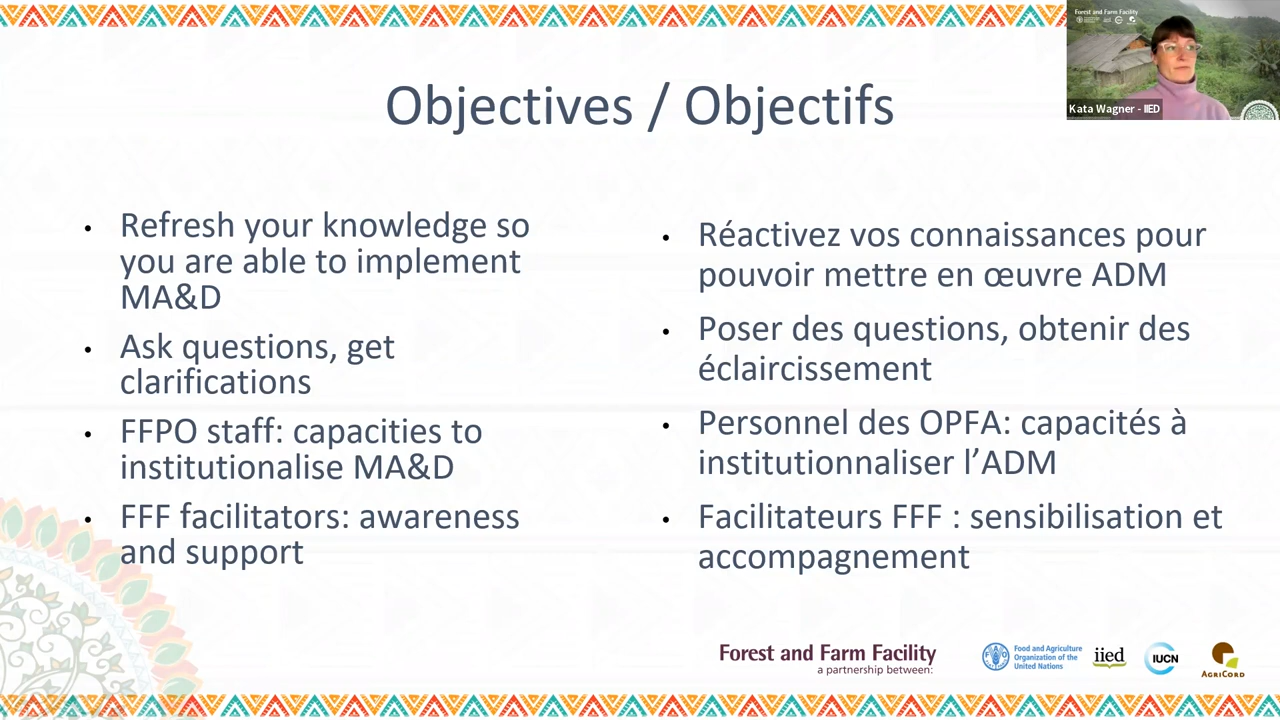 Forest and Farm Facility
Kata Wagner - IIED
Objectives / Objectifs
• Refresh your knowledge so
you are able to implement
MA&D
• Ask questions, get
clarifications
• FFPO staff: capacities to
institutionalise MA&D
• FFF facilitators: awareness
and support
• Réactivez vos connaissances pour
pouvoir mettre en œuvre ADM
• Poser des questions, obtenir des
éclaircissement
• Personnel des OPFA: capacités à
institutionnaliser l’ADM
• Facilitateurs FFF : sensibilisation et
accompagnement
Forest and Farm Facility
a partnership between:
Food and Agriculture
Organization of the
United Nations
iied
IUCN
AGRICORD